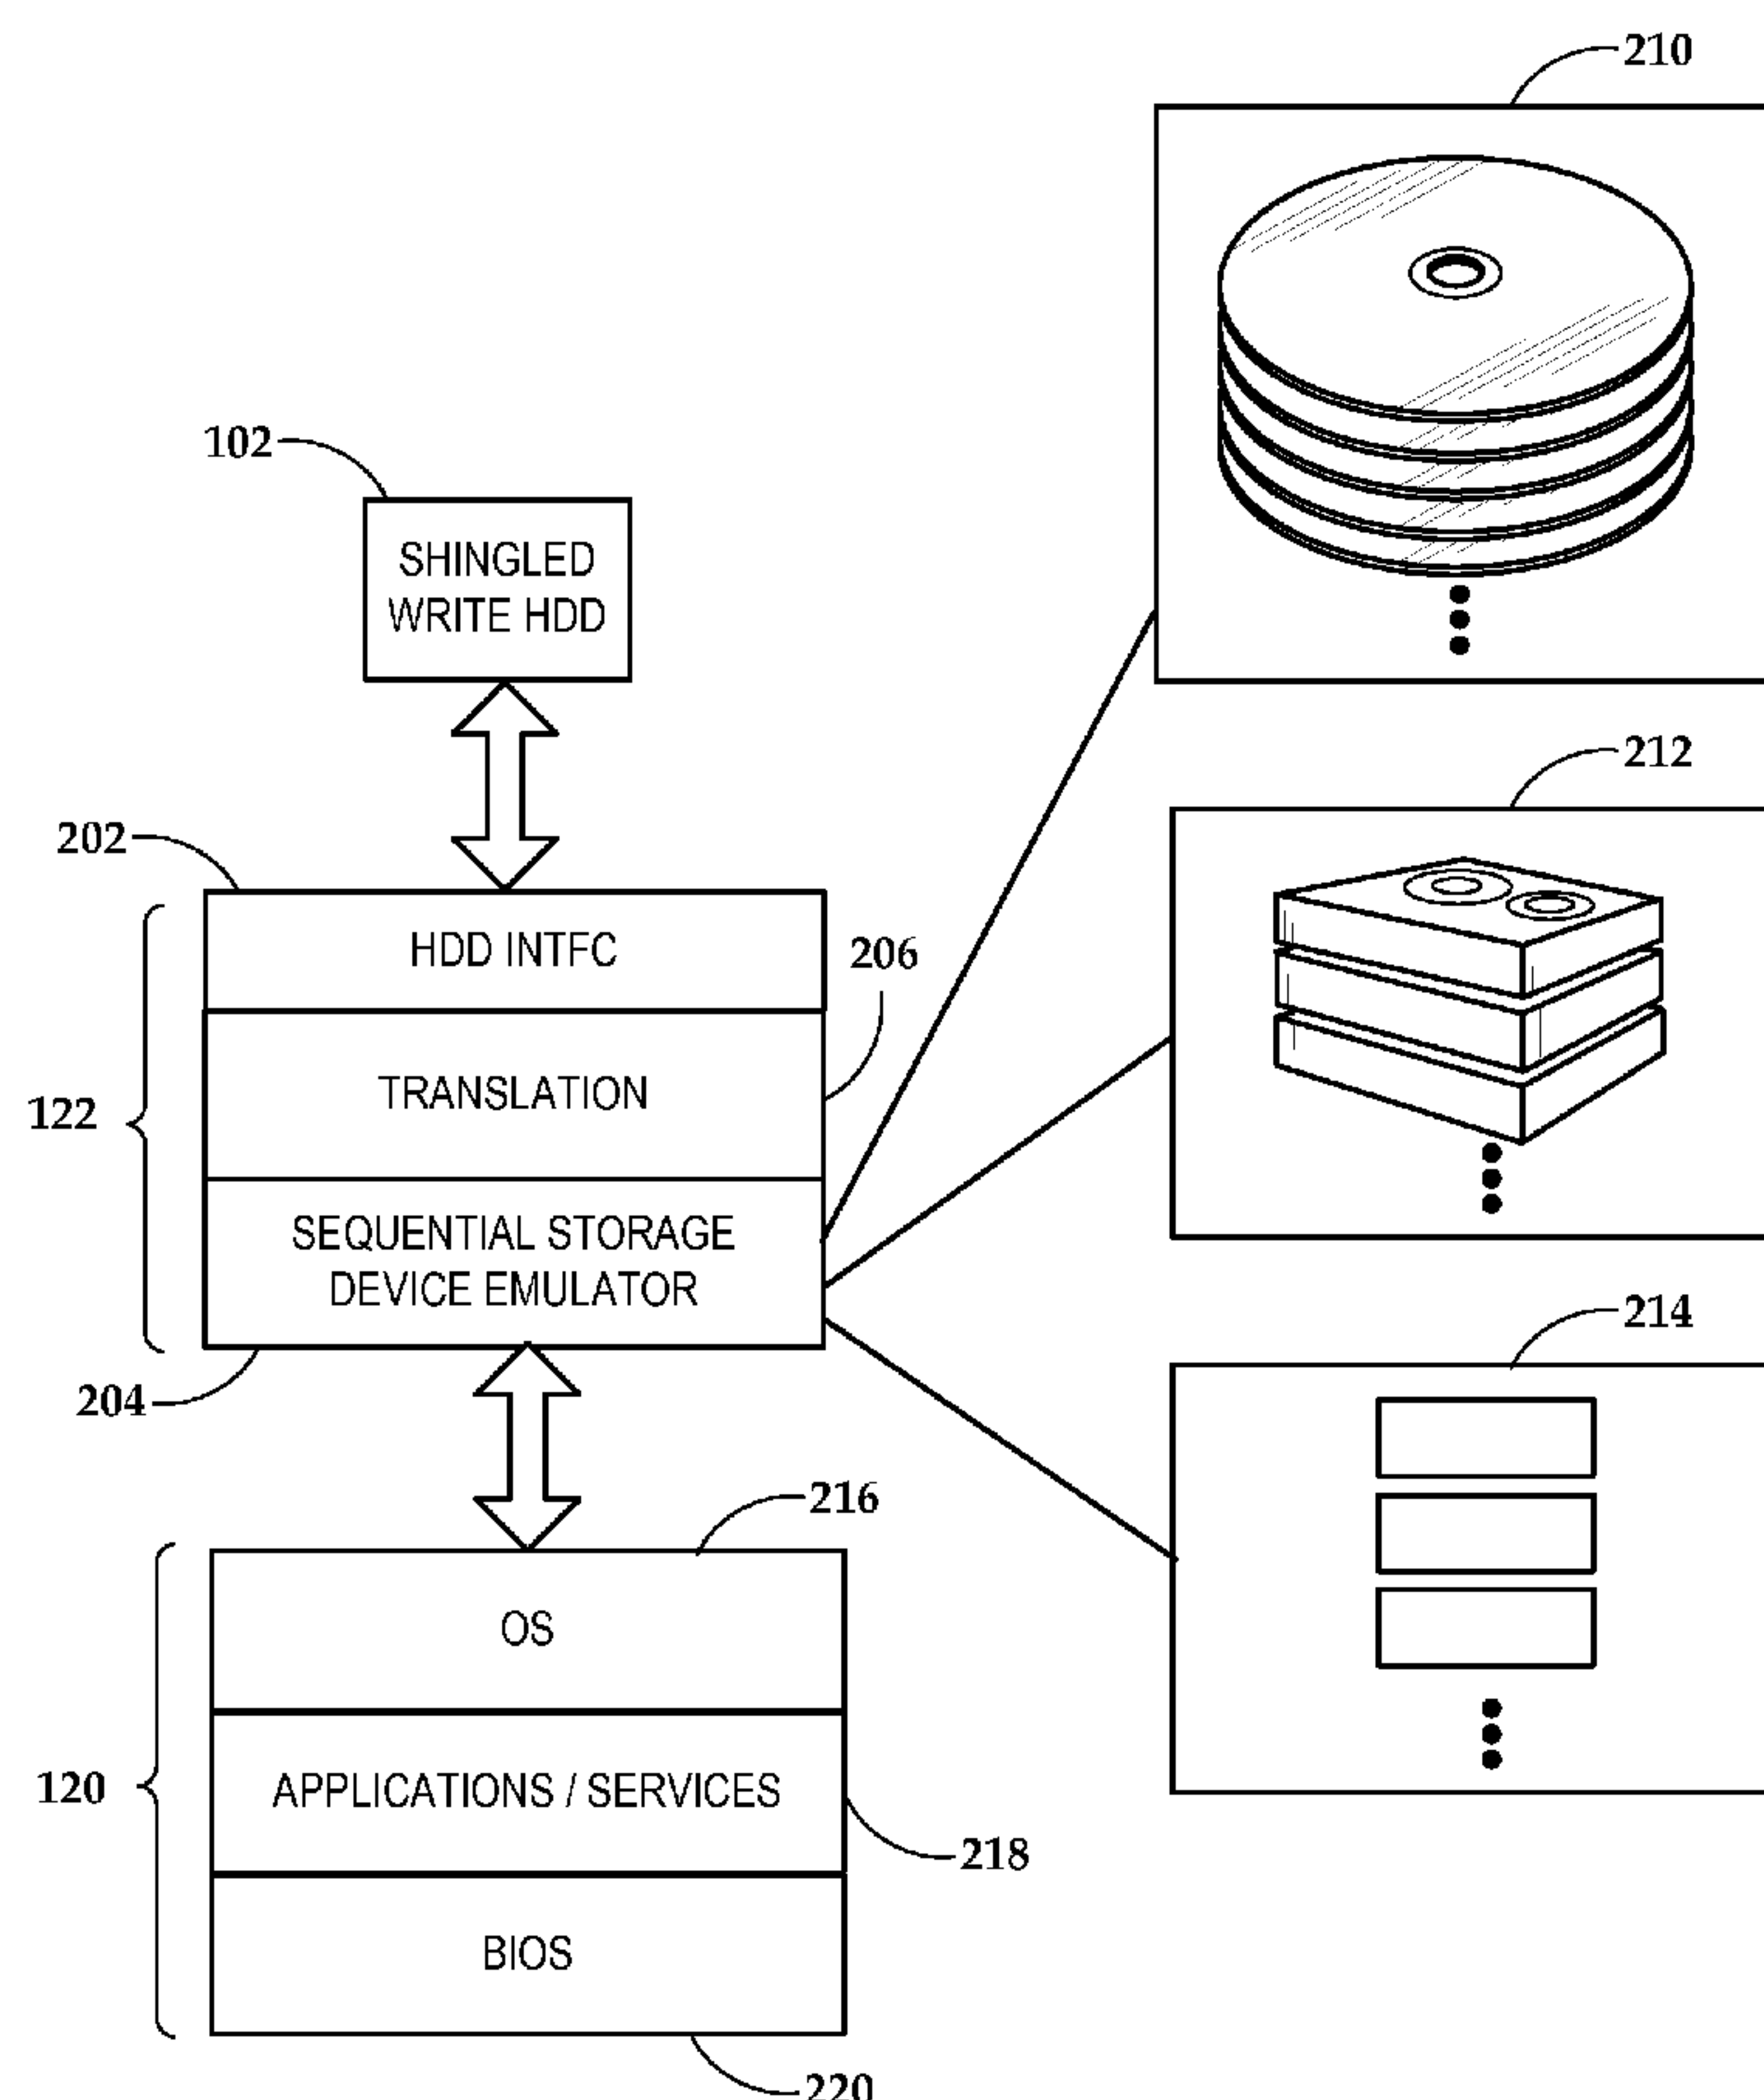 210
102
SHINGLED
WRITE HDD
212
202
HDD INTFC
206
TRANSLATION
122
SEQUENTIAL STORAGE
DEVICE EMULATOR
214
204
216
OS
120
APPLICATIONS / SERVICES
218
BIOS
220